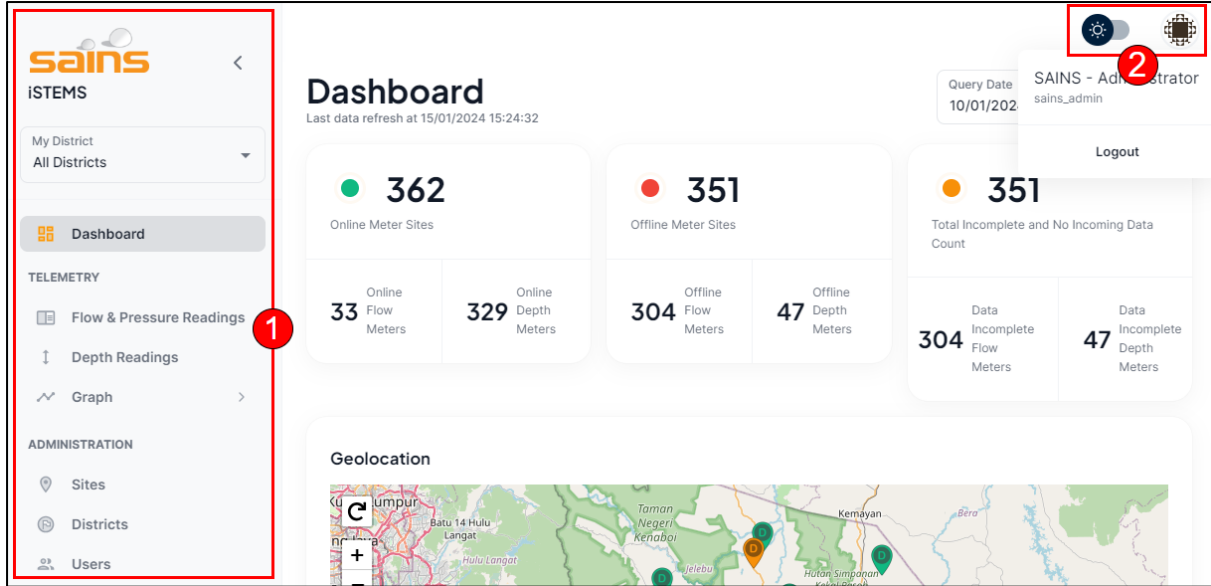 sains
iSTEMS
My District
All Districts
Dashboard
TELEMETRY
Flow & Pressure Readings
1
Depth Readings
Graph
ADMINISTRATION
Sites
Districts
Users
2
SAINS - Administrator
sains_admin
Logout
Dashboard
Last data refresh at 15/01/2024 15:24:32
Query Date
10/01/202
362
Online Meter Sites
33
Online
Flow
Meters
329
Online
Depth
Meters
351
Offline Meter Sites
304
Offline
Flow
Meters
47
Offline
Depth
Meters
351
Total Incomplete and No Incoming Data
Count
304
Data
Incomplete
Flow
Meters
47
Data
Incomplete
Depth
Meters
Geolocation
Batu 14 Hulu
Langat
Hulu Langat
Taman
Negeri
Kenaboi
Jelebu
Kemayan
Bera
Hutan Simpanan
D
D
D
D
+